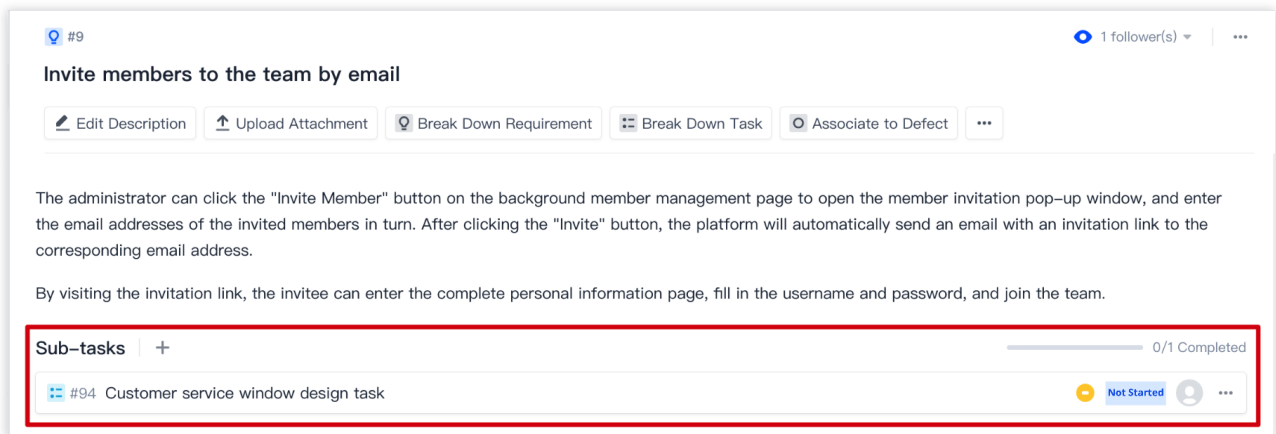 #9
1 follower(s)
Invite members to the team by email
Edit Description
Upload Attachment
Break Down Requirement
Break Down Task
Associate to Defect
The administrator can click the "Invite Member" button on the background member management page to open the member invitation pop-up window, and enter
the email addresses of the invited members in turn. After clicking the "Invite" button, the platform will automatically send an email with an invitation link to the
corresponding email address.
By visiting the invitation link, the invitee can enter the complete personal information page, fill in the username and password, and join the team.
Sub-tasks
0/1 Completed
#94 Customer service window design task
Not Started